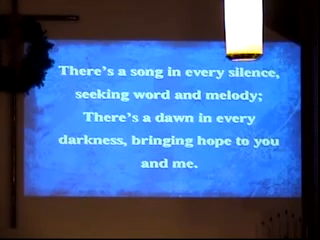 There's a song in every silence,
seeking word and melody;
There's a dawn in every
darkness, bringing hope to you
and me.